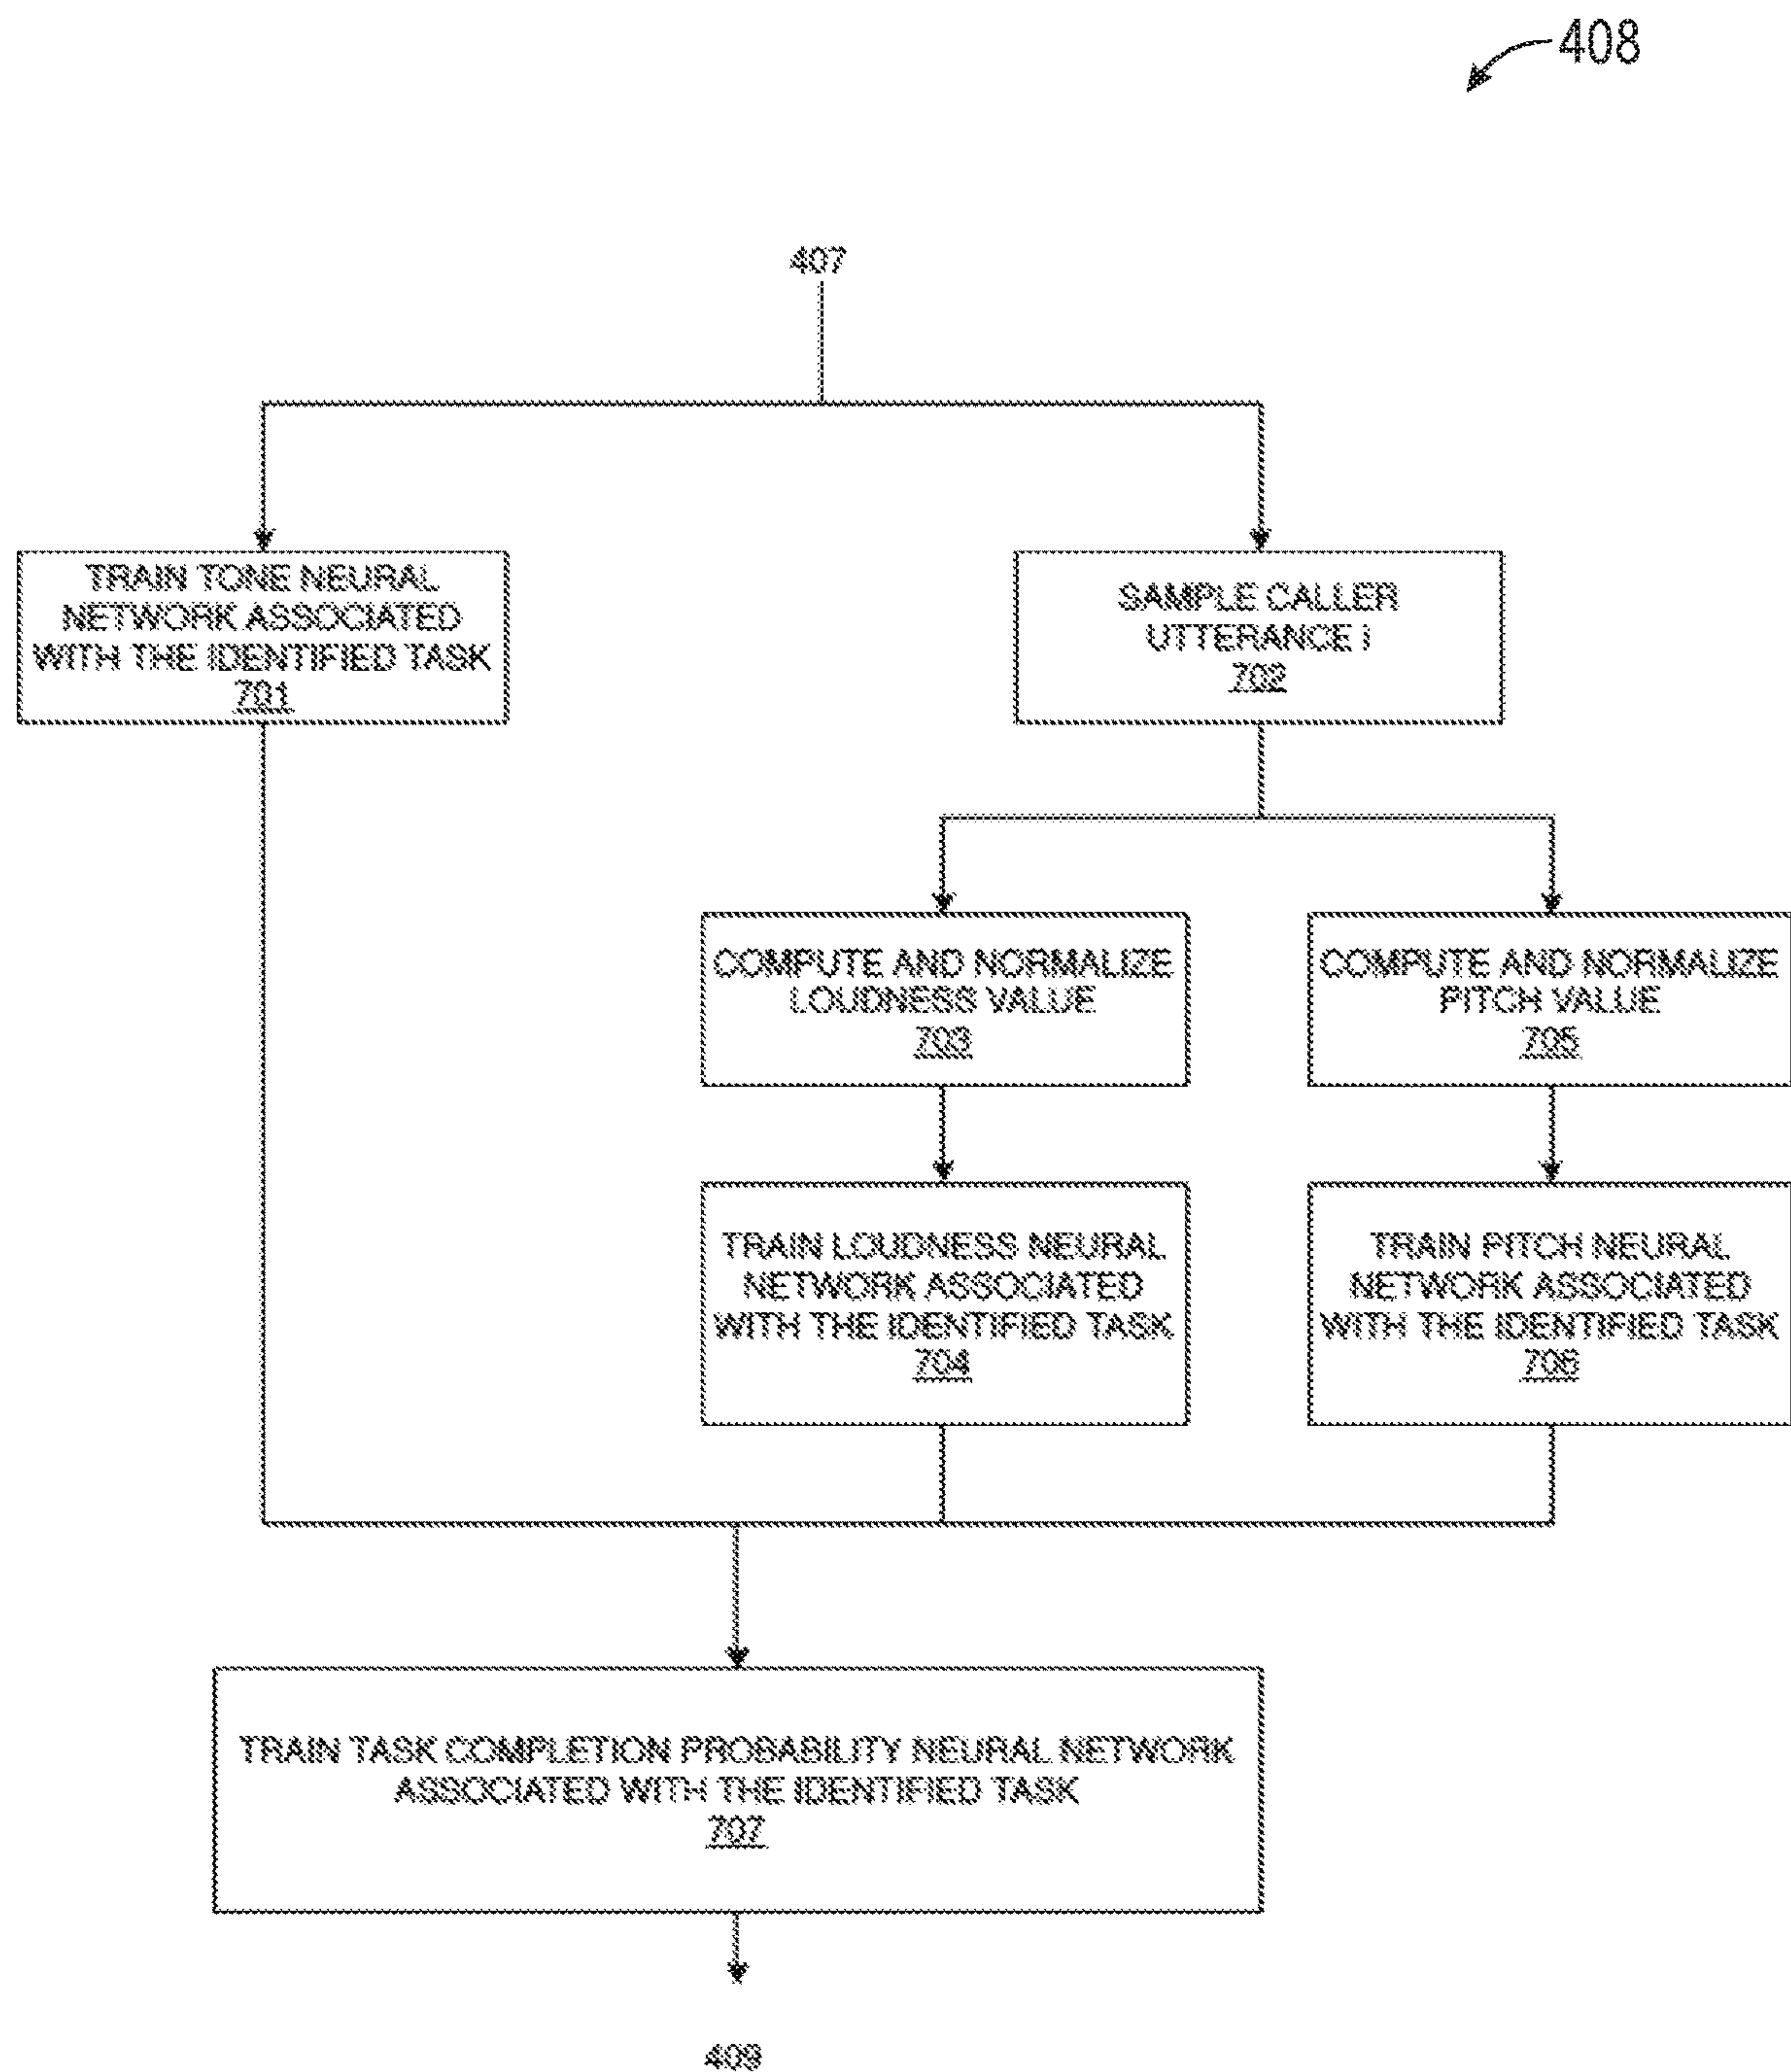 408
407
TRAIN TONE NEURAL
NETWORK ASSOCIATED
WITH THE IDENTIFIED TASK
701
SAMPLE CALLER
UTTERANCE i
702
COMPUTE AND NORMALIZE
LOUDNESS VALUE
703
COMPUTE AND NORMALIZE
PITCH VALUE
705
TRAIN LOUDNESS NEURAL
NETWORK ASSOCIATED
WITH THE IDENTIFIED TASK
704
TRAIN PITCH NEURAL
NETWORK ASSOCIATED
WITH THE IDENTIFIED TASK
706
TRAIN TASK COMPLETION PROBABILITY NEURAL NETWORK
ASSOCIATED WITH THE IDENTIFIED TASK
707
409